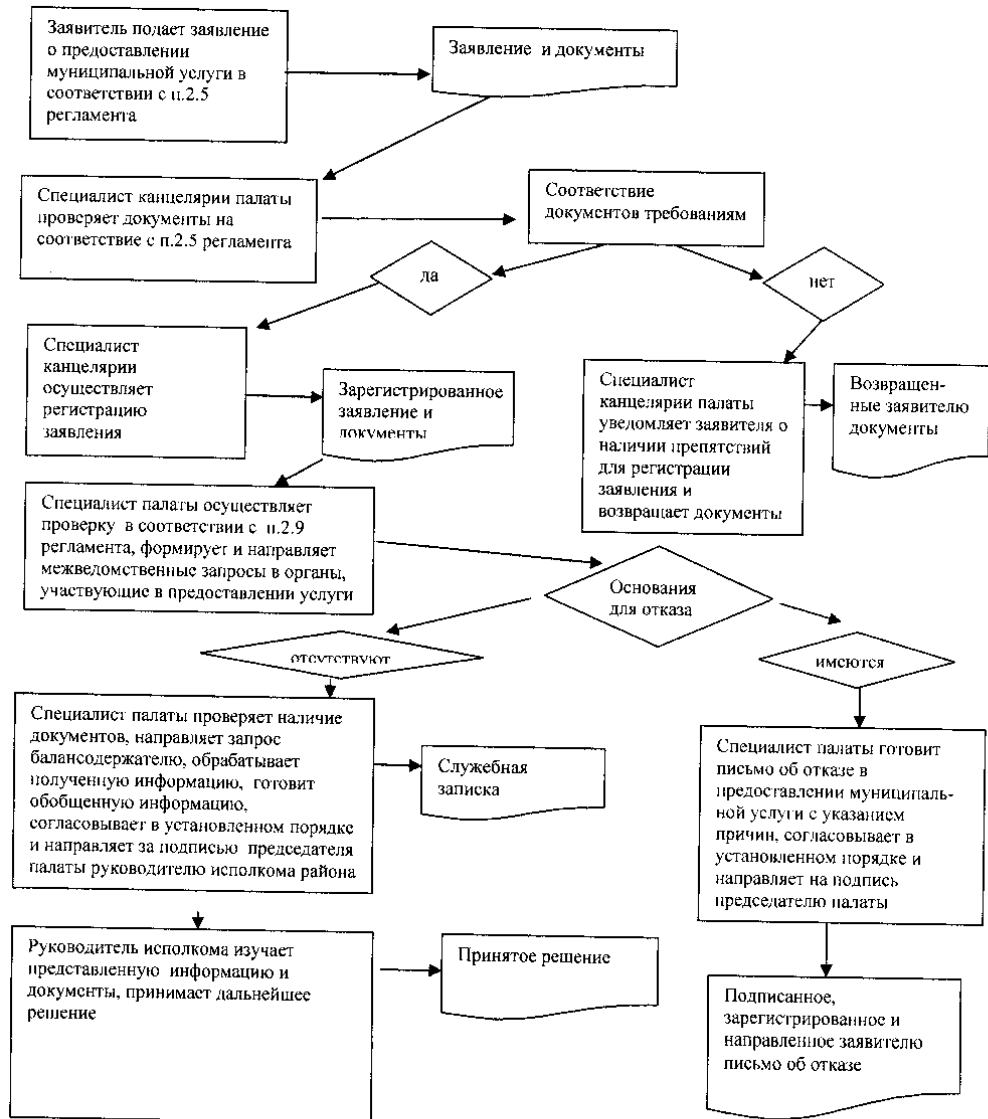 Заявитель подает заявление
о предоставлении
муниципальной услуги в
соответствии с п.2.5
регламента
Заявление и документы
Специалист канцелярии палаты
проверяет документы на
соответствие с п.2.5 регламента
Соответствие
документов требованиям
да
нет
Специалист
канцелярии
осуществляет
регистрацию
заявления
Зарегистрированное
заявление и
документы
Специалист
канцелярии палаты
уведомляет заявителя о
наличии препятствий
для регистрации
заявления и
возвращает документы
Возвращен-
ные заявителю
документы
Специалист палаты осуществляет
проверку в соответствии с п.2.9
регламента, формирует и направляет
межведомственные запросы в органы,
участвующие в предоставлении услуги
Основания
для отказа
отсутствуют
имеются
Специалист палаты проверяет наличие
документов, направляет запрос
балансодержателю, обрабатывает
полученную информацию, готовит
обобщенную информацию,
согласовывает в установленном порядке
и направляет за подписью председателя
палаты руководителю исполкома района
Служебная
записка
Специалист палаты готовит
письмо об отказе в
предоставлении муниципаль-
ной услуги с указанием
причин, согласовывает в
установленном порядке и
направляет на подпись
председателю палаты
Руководитель исполкома изучает
представленную информацию и
документы, принимает дальнейшее
решение
Принятое решение
Подписанное,
зарегистрированное и
направленное заявителю
письмо об отказе